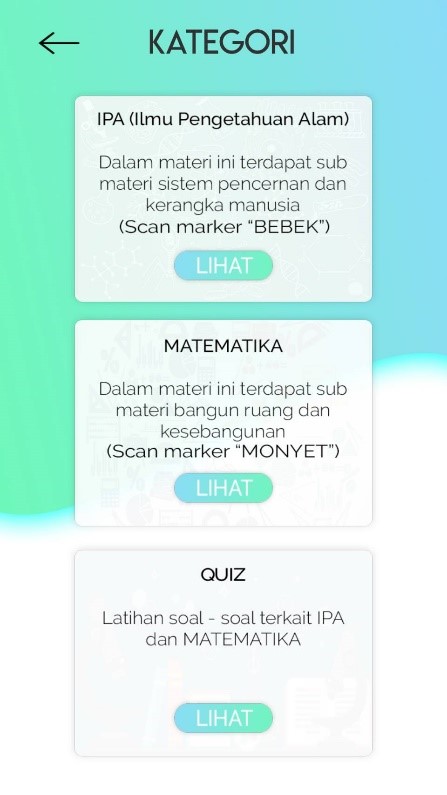 KATEGORI
IPA (Ilmu Pengetahuan Alam)
Dalam materi ini terdapat sub
materi sistem pencernan dan
kerangka manusia
(Scan marker “BEBEK”)
LIHAT
MATEMATIKA
Dalam materi ini terdapat sub
materi bangun ruang dan
kesebangunan
(Scan marker “MONYET”)
LIHAT
QUIZ
Latihan soal - soal terkait IPA
dan MATEMATIKA
LIHAT